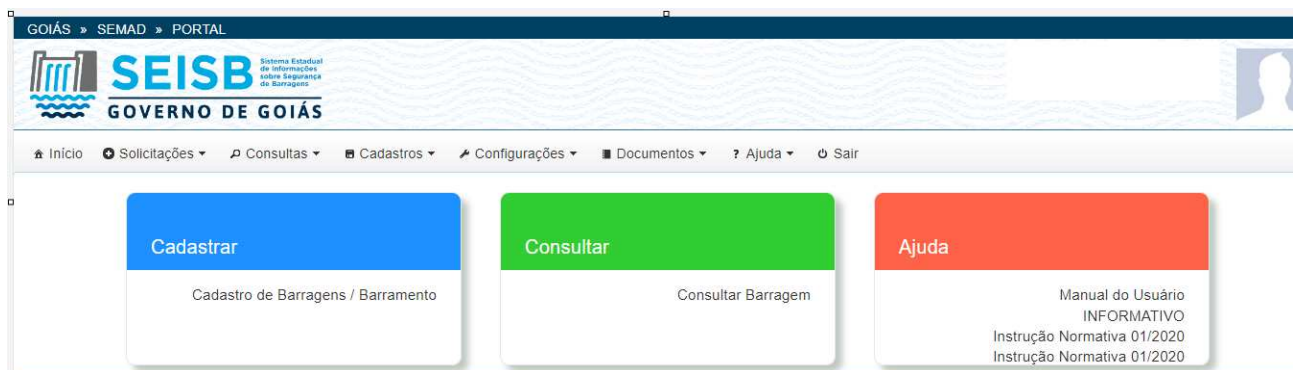 GOIÁS » SEMAD » PORTAL
SEISB
Sistema Estadual
de Informações
sobre Segurança
de Barragens
GOVERNO DE GOIÁS
Início Solicitações Consultas Cadastros Configurações Documentos ? Ajuda Sair
Cadastrar
Cadastro de Barragens / Barramento
Consultar
Consultar Barragem
Ajuda
Manual do Usuário
INFORMATIVO
Instrução Normativa 01/2020
Instrução Normativa 01/2020